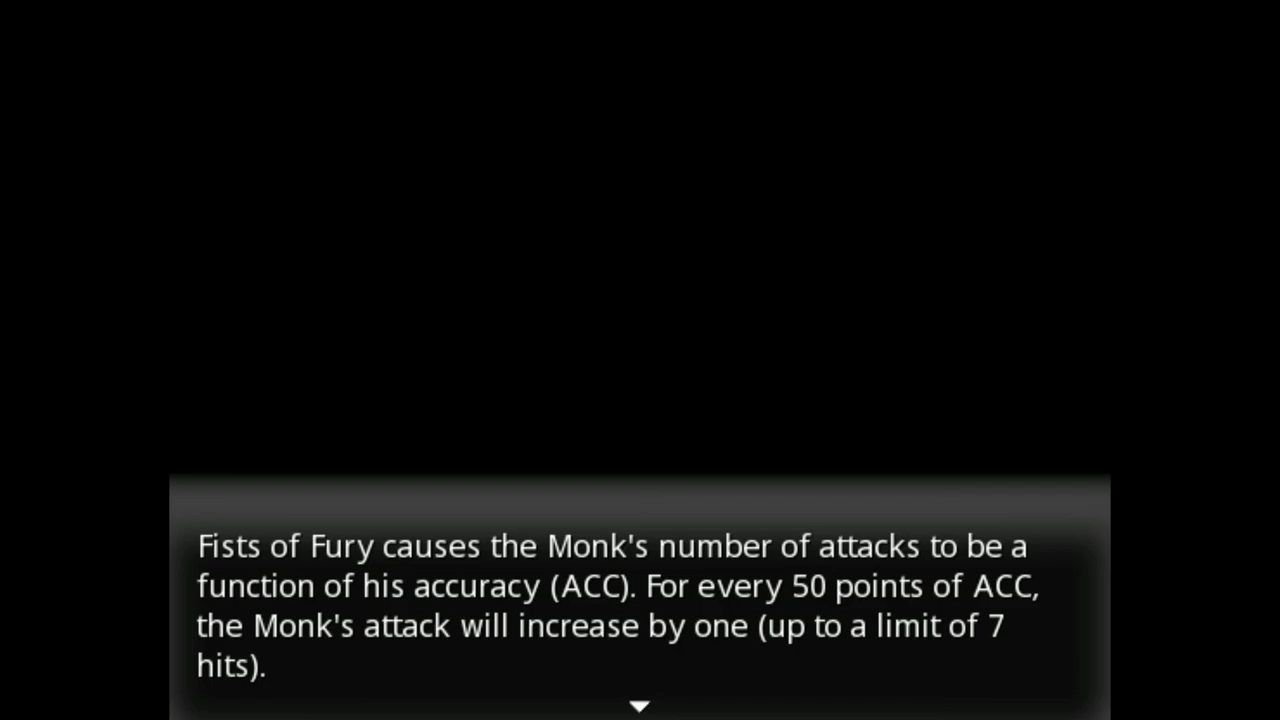 Fists of Fury causes the Monk's number of attacks to be a
function of his accuracy (ACC). For every 50 points of ACC,
the Monk's attack will increase by one (up to a limit of 7
hits).